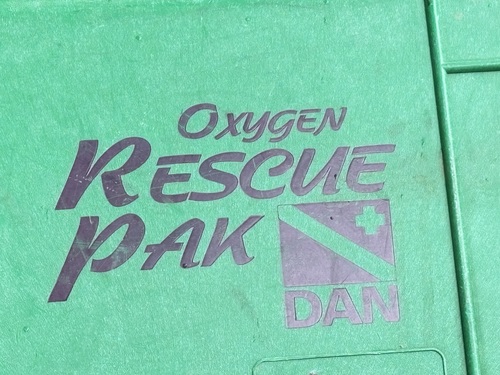 Oxygen
Rescue
Pak
DAN